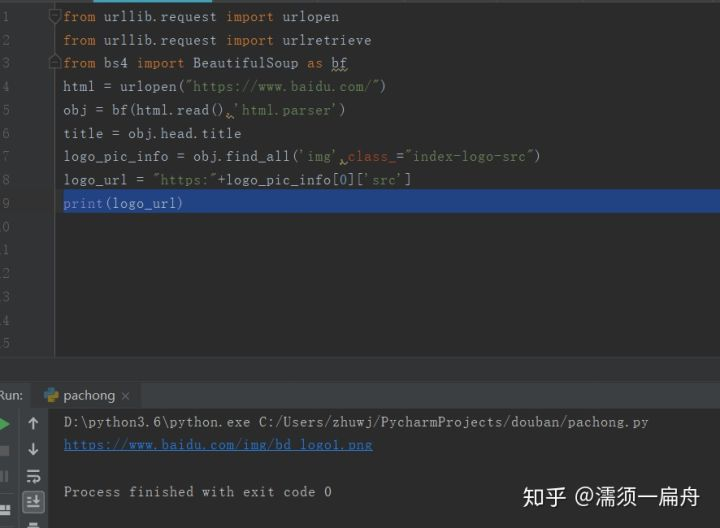 1 from urllib.request import urlopen
2 from urllib.request import urlretrieve
3 from bs4 import BeautifulSoup as bf
4 html = urlopen("https://www.baidu.com/")
5 obj = bf(html.read(),'html.parser')
6 title = obj.head.title
7 logo_pic_info = obj.find_all('img',class_="index-logo-src")
8 logo_url = "https:"+logo_pic_info[0]['src']
9 print(logo_url)
0
1
2
3
4
5
Run: pachong ×
D:\python3.6\python.exe C:/Users/zhuwj/PycharmProjects/douban/pachong.py
https://www.baidu.com/img/bd_logo1.png
Process finished with exit code 0
知乎 @濡须一扁舟